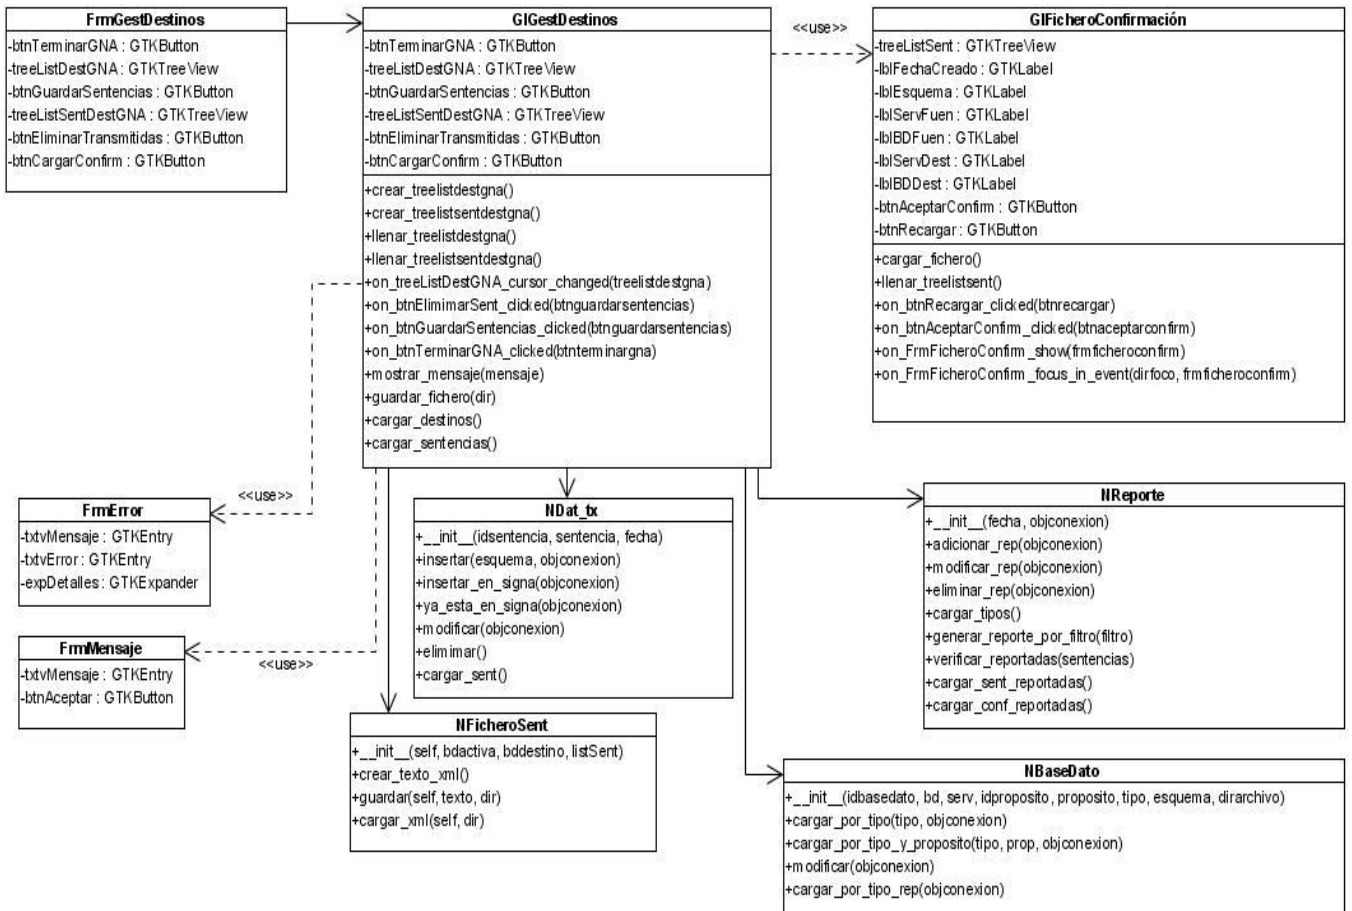 FrmGestDestinos
-btnTerminarGNA : GTKButton
-treeListDestGNA : GTKTreeView
-btnGuardarSentencias : GTKButton
-treeListSentDestGNA : GTKTreeView
-btnEliminarTransmitidas : GTKButton
-btnCargarConfirm : GTKButton
GIGestDestinos
-btnTerminarGNA : GTKButton
-treeListDestGNA : GTKTreeView
-btnGuardarSentencias : GTKButton
-treeListSentDestGNA : GTKTreeView
-btnEliminarTransmitidas : GTKButton
-btnCargarConfirm : GTKButton
+crear_treelistdestgna()
+crear_treelistsentdestgna()
+llenar_treelistdestgna()
+llenar_treelistsentdestgna()
+on_treeListDestGNA_cursor_changed(treelistdestgna)
+on_btnElimimarSent_clicked(btnguardarsentencias)
+on_btnGuardarSentencias_clicked(btnguardarsentencias)
+on_btnTerminarGNA_clicked(btnterminargna)
+mostrar_mensaje(mensaje)
+guardar_fichero(dir)
+cargar_destinos()
+cargar_sentencias()
<<use>>
GIFicheroConfirmación
-treeListSent : GTKTreeView
-lblFechaCreado : GTKLabel
-lblEsquema : GTKLabel
-lblServFuen : GTKLabel
-lblBDFuen : GTKLabel
-lblServDest : GTKLabel
-lblBDDest : GTKLabel
-btnAceptarConfirm : GTKButton
-btnRecargar : GTKButton
+cargar_fichero()
+llenar_treelistsent()
+on_btnRecargar_clicked(btnrecargar)
+on_btnAceptarConfirm_clicked(btnaceptarconfirm)
+on_FrmFicheroConfirm_show(frmficheroconfirm)
+on_FrmFicheroConfirm_focus_in_event(dirfoco, frmficheroconfirm)
<<use>>
FrmError
-txtvMensaje : GTKEntry
-txtvError : GTKEntry
-expDetalles : GTKExpander
FrmMensaje
-txtvMensaje : GTKEntry
-btnAceptar : GTKButton
<<use>>
NDat_tx
+__init__(idsentencia, sentencia, fecha)
+insertar(esquema, objconexion)
+insertar_en_signa(objconexion)
+ya_esta_en_signa(objconexion)
+modificar(objconexion)
+elimimar()
+cargar_sent()
NReporte
+__init__(fecha, objconexion)
+adicionar_rep(objconexion)
+modificar_rep(objconexion)
+eliminar_rep(objconexion)
+cargar_tipos()
+generar_reporte_por_filtro(filtro)
+verificar_reportadas(sentencias)
+cargar_sent_reportadas()
+cargar_conf_reportadas()
NFicheroSent
+__init__(self, bdactiva, bddestino, listSent)
+crear_texto_xml()
+guardar(self, texto, dir)
+cargar_xml(self, dir)
NBaseDato
+__init__(idbasedato, bd, serv, idproposito, proposito, tipo, esquema, dirarchivo)
+cargar_por_tipo(tipo, objconexion)
+cargar_por_tipo_y_proposito(tipo, prop, objconexion)
+modificar(objconexion)
+cargar_por_tipo_rep(objconexion)